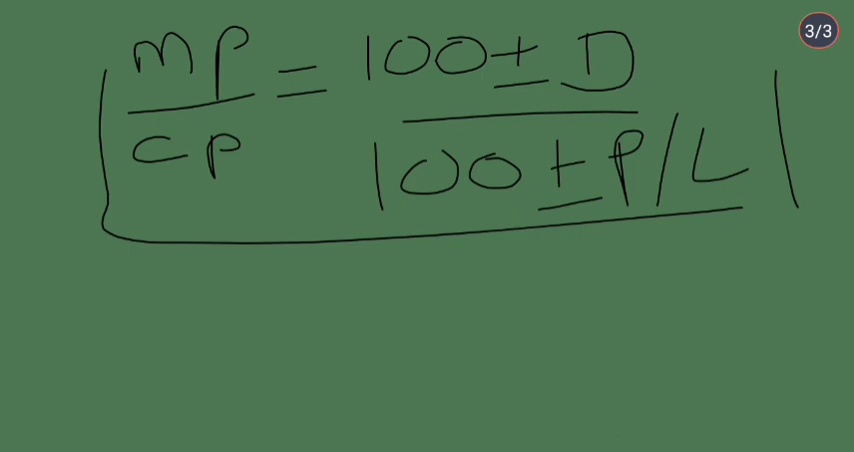 3/3
mp = 100 ± D
cp 100 ± P/L